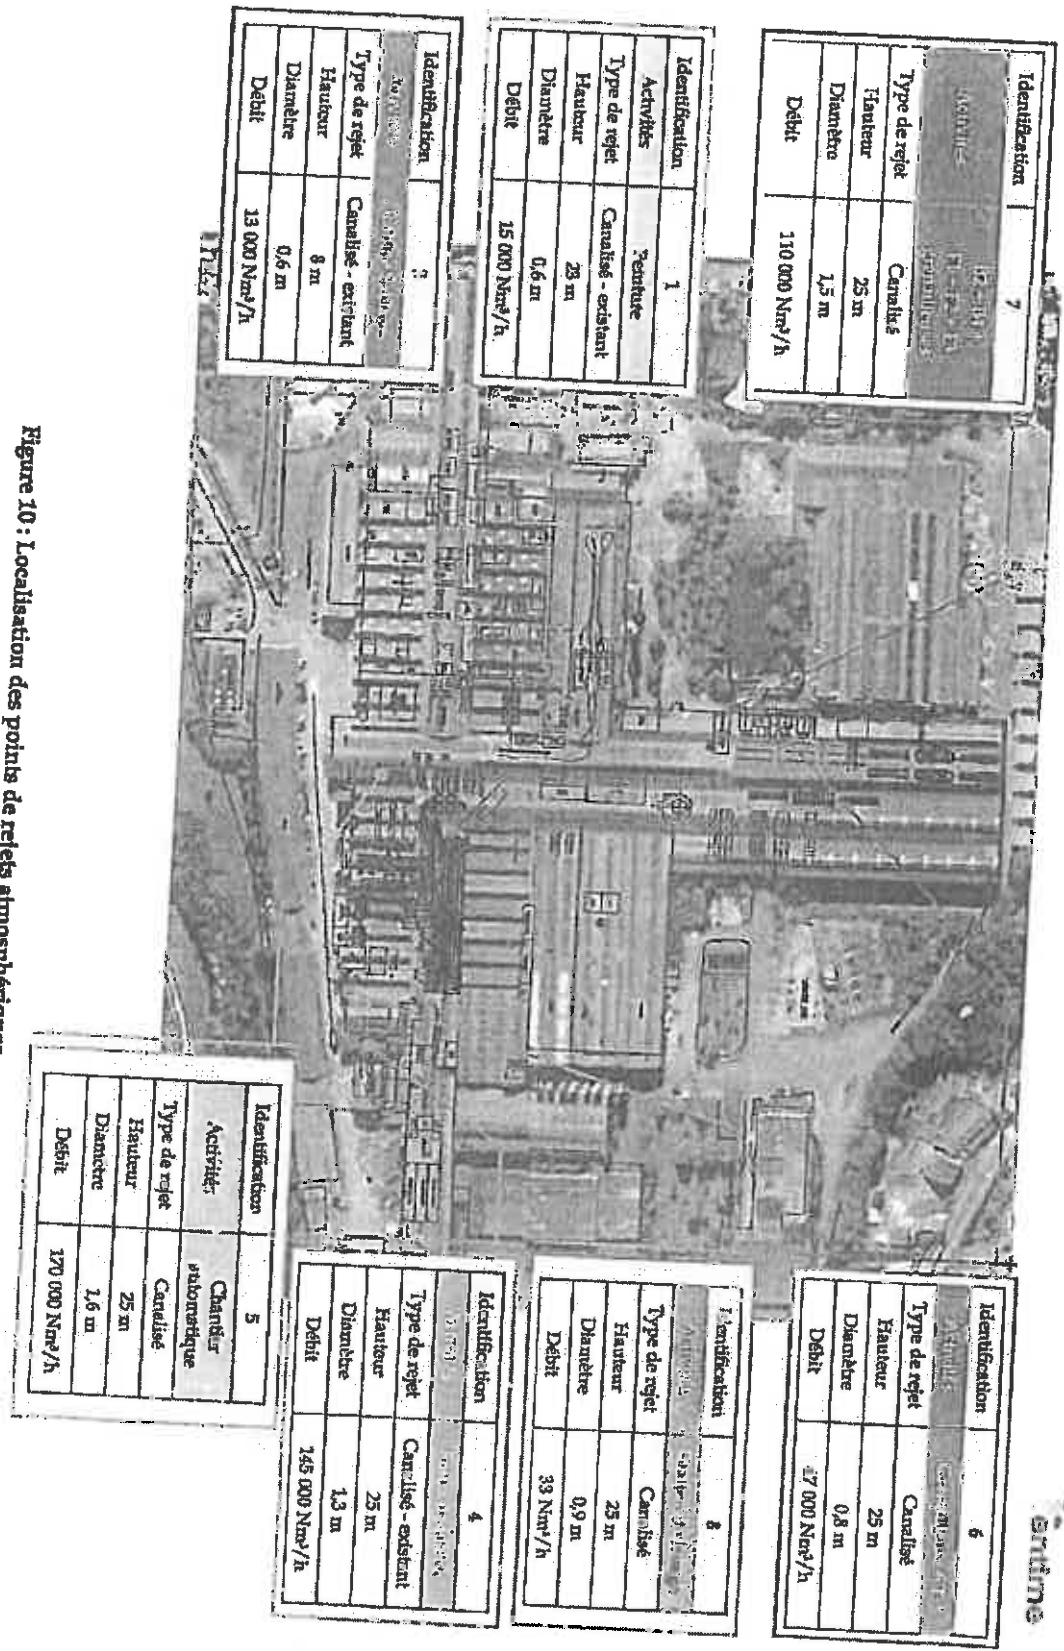 Identification 7
Type de rejet Canalisé
Hauteur 25 m
Diamètre 1,5 m
Débit 110 000 Nm³/h
Identification 1
Activités Peinture
Type de rejet Canalisé - existant
Hauteur 23 m
Diamètre 0,6 m
Débit 15 000 Nm³/h
Identification
Type de rejet Canalisé - existant
Hauteur 8 m
Diamètre 0,6 m
Débit 13 000 Nm³/h
Identification 6
Type de rejet Canalisé
Hauteur 25 m
Diamètre 0,8 m
Débit 000 Nm³/h
Identification 8
Type de rejet Canalisé
Hauteur 25 m
Diamètre 0,9 m
Débit 33 Nm³/h
Identification 4
Type de rejet Canalisé - existant
Hauteur 25 m
Diamètre 1,3 m
Débit 145 000 Nm³/h
Identification 5
Activités Chantier
automatique
Type de rejet Canalisé
Hauteur 25 m
Diamètre 1,6 m
Débit 170 000 Nm³/h
Figure 10 : Localisation des points de rejets atmosphériques